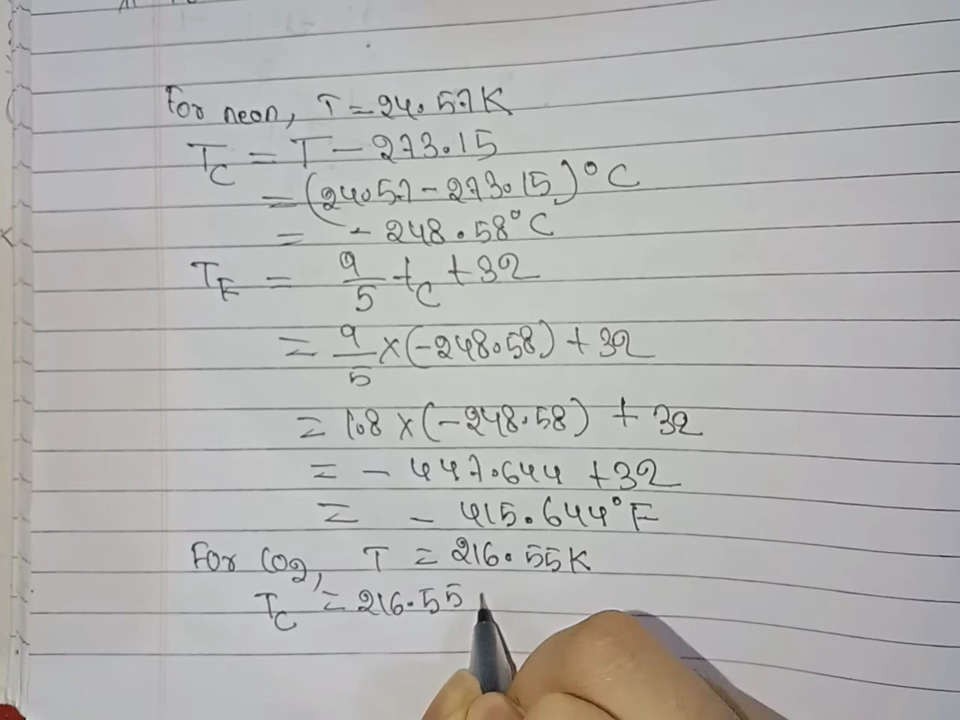 For neon, T = 24.57K
T_C = T - 273.15
= (24.57 - 273.15)°C
= - 248.58°C
T_F = 9/5 t_C + 32
= 9/5 × (-248.58) + 32
= 1.8 × (-248.58) + 32
= - 447.644 + 32
= - 415.644°F
For CO2, T = 216.55K
T_C = 216.55